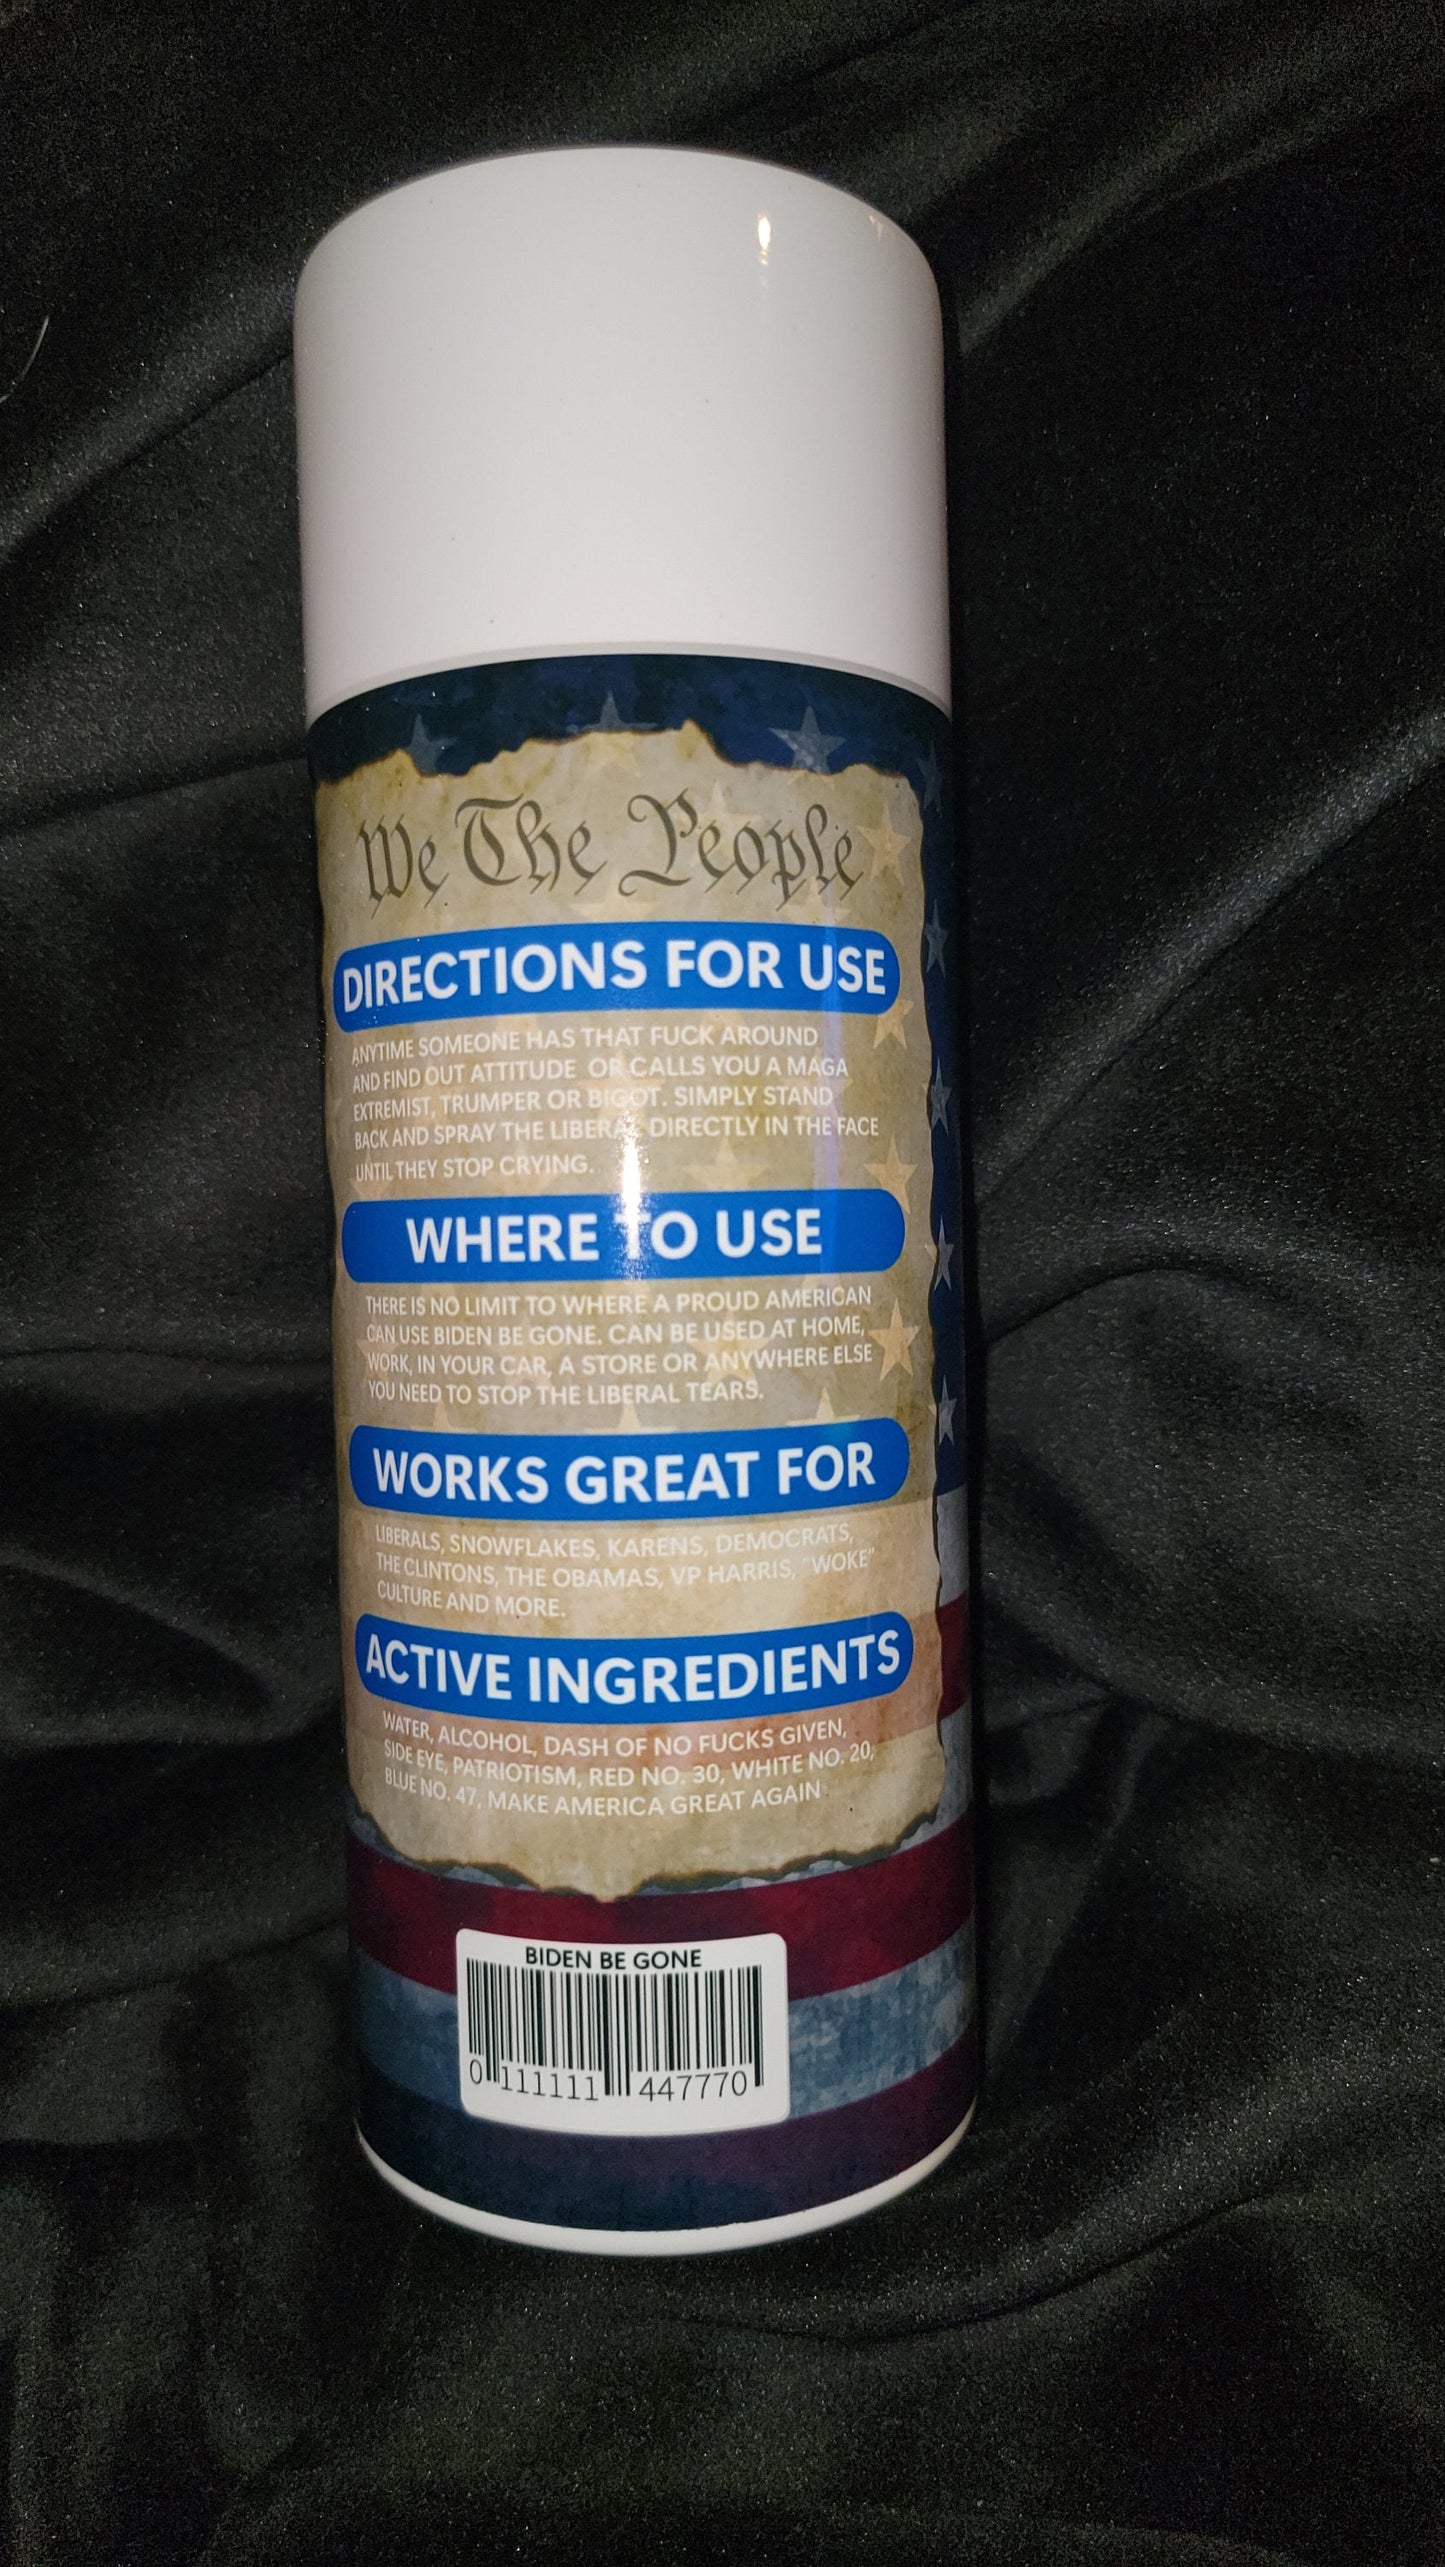 We The People
DIRECTIONS FOR USE
ANYTIME SOMEONE HAS THAT FUCK AROUND
AND FIND OUT ATTITUDE OR CALLS YOU A MAGA
EXTREMIST, TRUMPER OR BIGOT. SIMPLY STAND
BACK AND SPRAY THE LIBERAL DIRECTLY IN THE FACE
UNTIL THEY STOP CRYING.
WHERE TO USE
THERE IS NO LIMIT TO WHERE A PROUD AMERICAN
CAN USE BIDEN BE GONE. CAN BE USED AT HOME,
WORK, IN YOUR CAR, A STORE OR ANYWHERE ELSE
YOU NEED TO STOP THE LIBERAL TEARS.
WORKS GREAT FOR
LIBERALS, SNOWFLAKES, KARENS, DEMOCRATS,
THE CLINTONS, THE OBAMAS, VP HARRIS, "WOKE"
CULTURE AND MORE.
ACTIVE INGREDIENTS
WATER, ALCOHOL, DASH OF NO FUCKS GIVEN,
SIDE EYE, PATRIOTISM, RED NO. 30, WHITE NO. 20,
BLUE NO. 47, MAKE AMERICA GREAT AGAIN
BIDEN BE GONE
0 111111 447770